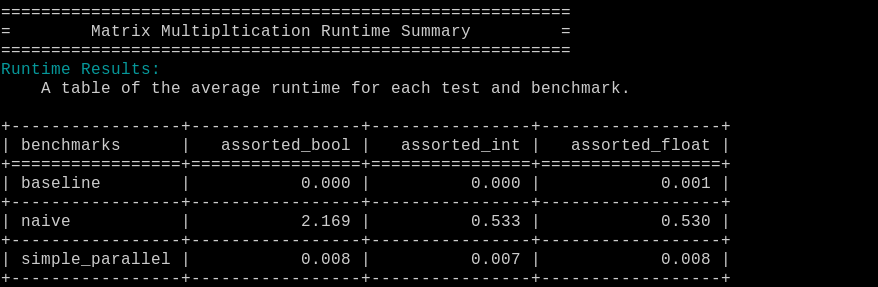 =========================================================
=        Matrix Multipltication Runtime Summary         =
=========================================================
Runtime Results:
    A table of the average runtime for each test and benchmark.
+-----------------+-----------------+----------------+------------------+
| benchmarks      |   assorted_bool |   assorted_int |   assorted_float |
+=================+=================+================+==================+
| baseline        |           0.000 |          0.000 |            0.001 |
+-----------------+-----------------+----------------+------------------+
| naive           |           2.169 |          0.533 |            0.530 |
+-----------------+-----------------+----------------+------------------+
| simple_parallel |           0.008 |          0.007 |            0.008 |
+-----------------+-----------------+----------------+------------------+